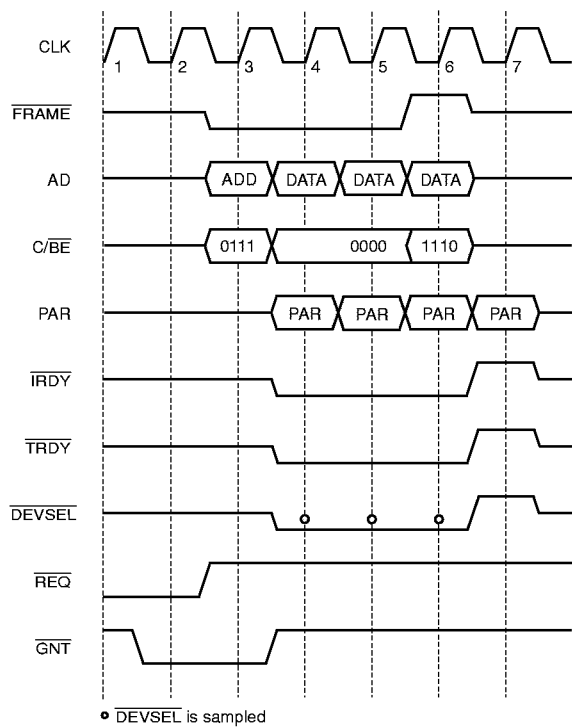 CLK
1 2 3 4 5 6 7
FRAME
AD ADD DATA DATA DATA
C/BE 0111 0000 1110
PAR PAR PAR PAR PAR
IRDY
TRDY
DEVSEL
REQ
GNT
DEVSEL is sampled